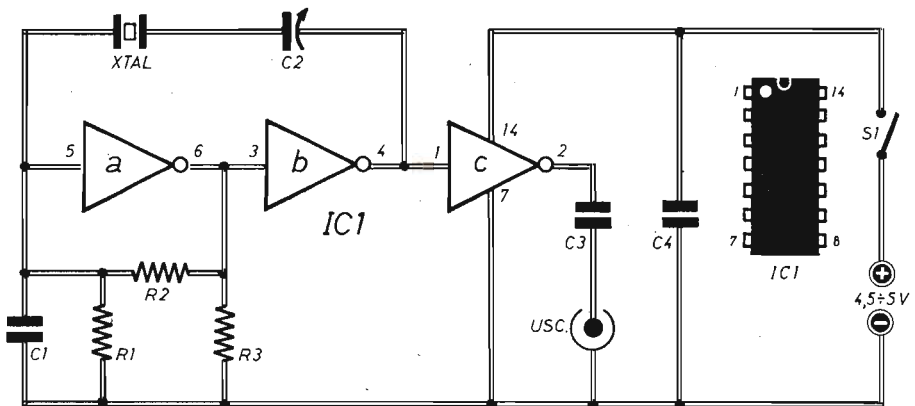 XTAL
C2
1
14
5
a
6
3
b
4
1
c
14
2
7
S1
IC1
C3
C4
7
8
IC1
R2
4,5÷5V
C1
R1
R3
USC.